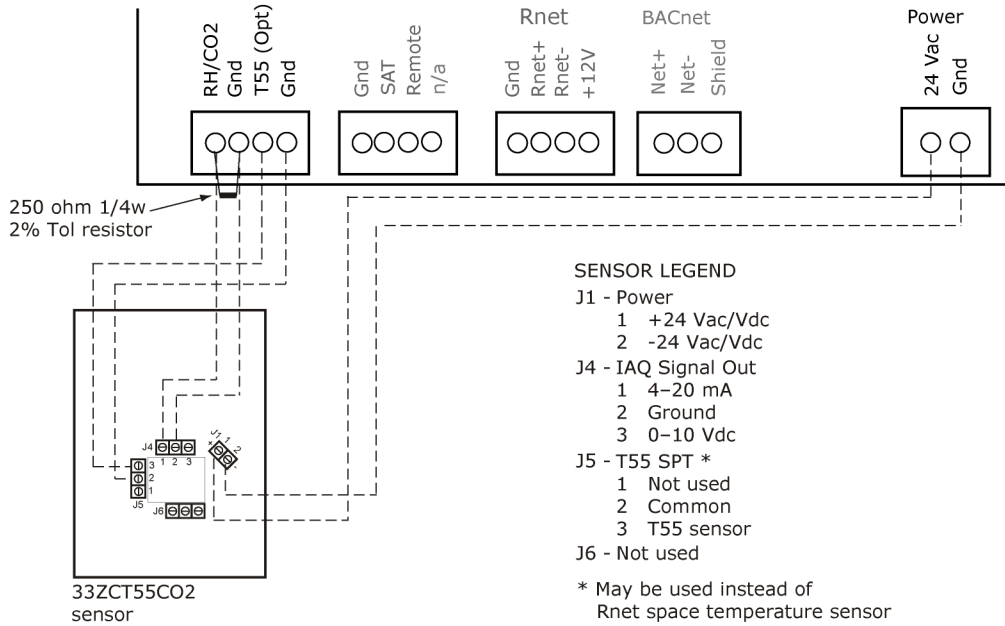 Rnet
BACnet
Power
RH/CO2
Gnd
T55 (Opt)
Gnd
Gnd
SAT
Remote
n/a
Gnd
Rnet+
Rnet-
+12V
Net+
Net-
Shield
24 Vac
Gnd
250 ohm 1/4w
2% Tol resistor
SENSOR LEGEND
J1 - Power
1 +24 Vac/Vdc
2 -24 Vac/Vdc
J4 - IAQ Signal Out
1 4–20 mA
2 Ground
3 0–10 Vdc
J5 - T55 SPT *
1 Not used
2 Common
3 T55 sensor
J6 - Not used
* May be used instead of
Rnet space temperature sensor
J4
1 2 3
J1
+ 1
2 -
3
2
1
J5
J6
33ZCT55CO2
sensor